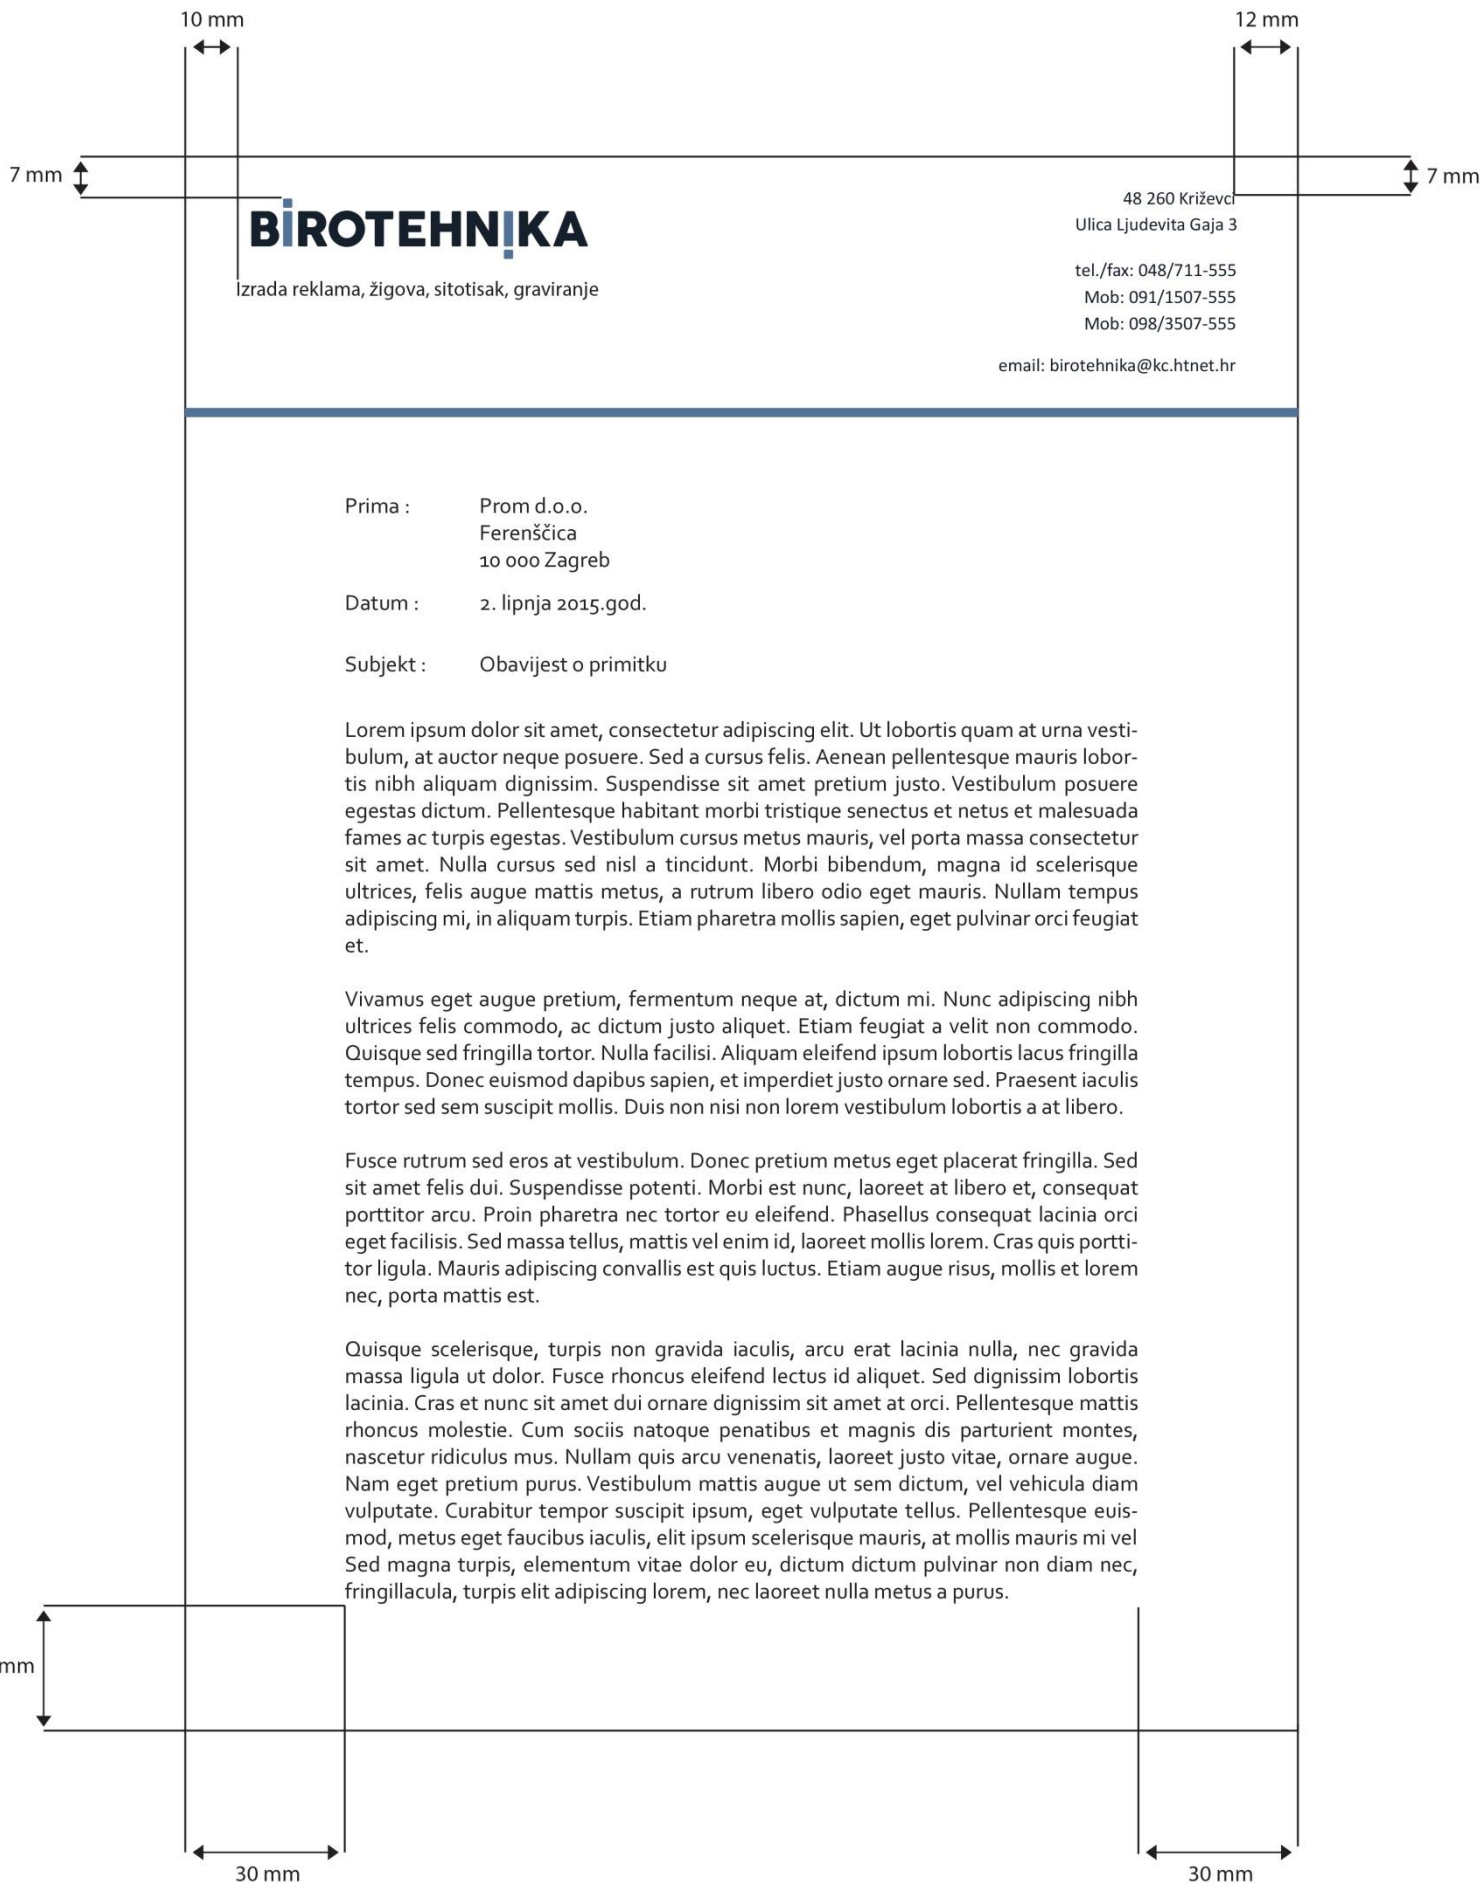 10 mm
12 mm
7 mm
7 mm
BIROTEHNIKA
Izrada reklama, žigova, sitotisak, graviranje
48 260 Križevci
Ulica Ljudevita Gaja 3
tel./fax: 048/711-555
Mob: 091/1507-555
Mob: 098/3507-555
email: birotehnika@kc.htnet.hr
Prima : Prom d.o.o.
Ferenščica
10 000 Zagreb
Datum : 2. lipnja 2015.god.
Subjekt : Obavijest o primitku
Lorem ipsum dolor sit amet, consectetur adipiscing elit. Ut lobortis quam at urna vesti-
bulum, at auctor neque posuere. Sed a cursus felis. Aenean pellentesque mauris lobor-
tis nibh aliquam dignissim. Suspendisse sit amet pretium justo. Vestibulum posuere
egestas dictum. Pellentesque habitant morbi tristique senectus et netus et malesuada
fames ac turpis egestas. Vestibulum cursus metus mauris, vel porta massa consectetur
sit amet. Nulla cursus sed nisl a tincidunt. Morbi bibendum, magna id scelerisque
ultrices, felis augue mattis metus, a rutrum libero odio eget mauris. Nullam tempus
adipiscing mi, in aliquam turpis. Etiam pharetra mollis sapien, eget pulvinar orci feugiat
et.
Vivamus eget augue pretium, fermentum neque at, dictum mi. Nunc adipiscing nibh
ultrices felis commodo, ac dictum justo aliquet. Etiam feugiat a velit non commodo.
Quisque sed fringilla tortor. Nulla facilisi. Aliquam eleifend ipsum lobortis lacus fringilla
tempus. Donec euismod dapibus sapien, et imperdiet justo ornare sed. Praesent iaculis
tortor sed sem suscipit mollis. Duis non nisi non lorem vestibulum lobortis a at libero.
Fusce rutrum sed eros at vestibulum. Donec pretium metus eget placerat fringilla. Sed
sit amet felis dui. Suspendisse potenti. Morbi est nunc, laoreet at libero et, consequat
porttitor arcu. Proin pharetra nec tortor eu eleifend. Phasellus consequat lacinia orci
eget facilisis. Sed massa tellus, mattis vel enim id, laoreet mollis lorem. Cras quis portti-
tor ligula. Mauris adipiscing convallis est quis luctus. Etiam augue risus, mollis et lorem
nec, porta mattis est.
Quisque scelerisque, turpis non gravida iaculis, arcu erat lacinia nulla, nec gravida
massa ligula ut dolor. Fusce rhoncus eleifend lectus id aliquet. Sed dignissim lobortis
lacinia. Cras et nunc sit amet dui ornare dignissim sit amet at orci. Pellentesque mattis
rhoncus molestie. Cum sociis natoque penatibus et magnis dis parturient montes,
nascetur ridiculus mus. Nullam quis arcu venenatis, laoreet justo vitae, ornare augue.
Nam eget pretium purus. Vestibulum mattis augue ut sem dictum, vel vehicula diam
vulputate. Curabitur tempor suscipit ipsum, eget vulputate tellus. Pellentesque euis-
mod, metus eget faucibus iaculis, elit ipsum scelerisque mauris, at mollis mauris mi vel
Sed magna turpis, elementum vitae dolor eu, dictum dictum pulvinar non diam nec,
fringillacula, turpis elit adipiscing lorem, nec laoreet nulla metus a purus.
mm
30 mm
30 mm